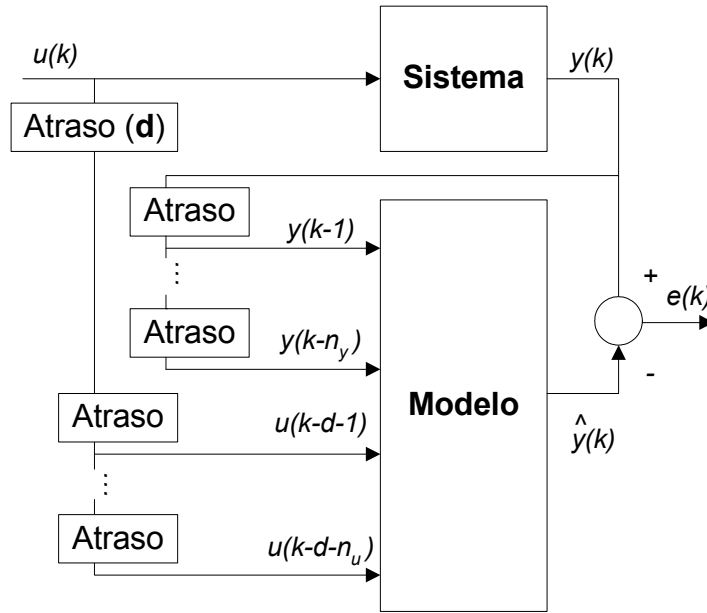 u(k)
Sistema
y(k)
Atraso (d)
Atraso
y(k-1)
⋮
Atraso
y(k-n_y)
+
e(k)
-
Modelo
ŷ(k)
Atraso
u(k-d-1)
⋮
Atraso
u(k-d-n_u)